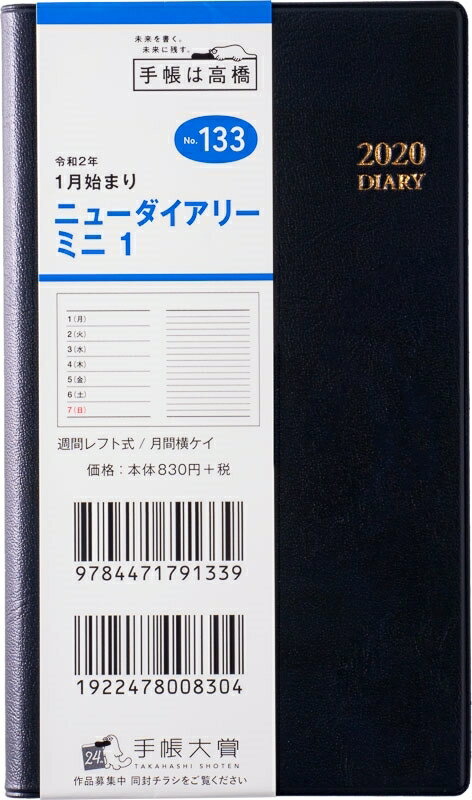 未来を書く。
未来に残す。
手帳は高橋
No.133
令和2年
1月始まり
ニューダイアリー
ミニ 1
1(月)
2(火)
3(水)
4(木)
5(金)
6(土)
7(日)
週間レフト式 / 月間横ケイ
価格:本体830円+税
9784471791339
1922478008304
24th
手帳大賞
TAKAHASHI SHOTEN
作品募集中 同封チラシをご覧ください
2020
DIARY